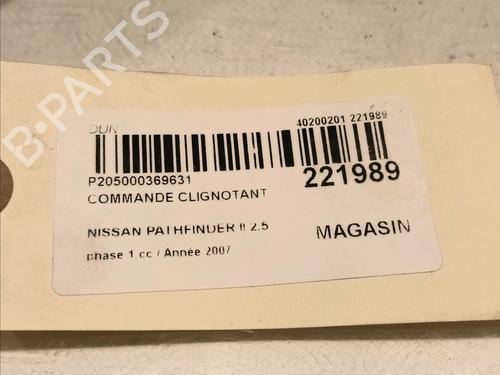 B-PARTS
40200201 221989
P205000369631
221989
COMMANDE CLIGNOTANT
NISSAN PATHFINDER II 2.5
MAGASIN
phase 1 cc / Année 2007